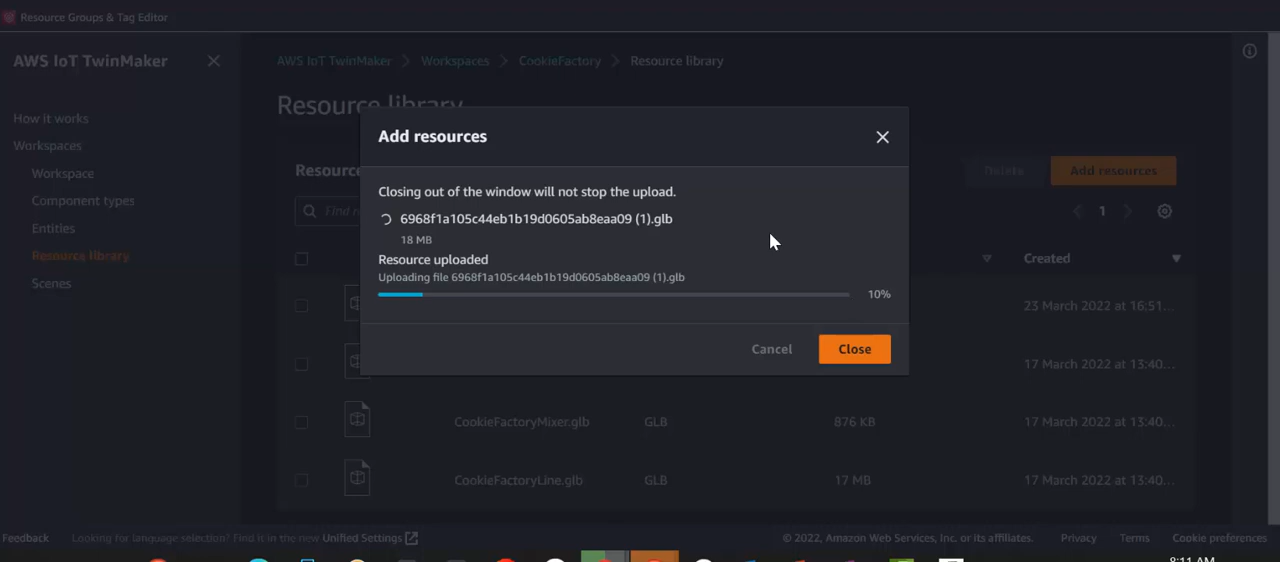 Resource Groups & Tag Editor
AWS IoT TwinMaker
AWS IoT TwinMaker > Workspaces > CookieFactory > Resource library
How it works
Workspaces
Workspace
Component types
Entities
Resource library
Scenes
Resource library
Resour
Delete
Add resources
Find r
1
Created
Add resources
Closing out of the window will not stop the upload.
6968f1a105c44eb1b19d0605ab8eaa09 (1).glb
18 MB
Resource uploaded
Uploading file 6968f1a105c44eb1b19d0605ab8eaa09 (1).glb
10%
Cancel
Close
23 March 2022 at 16:51...
17 March 2022 at 13:40...
CookieFactoryMixer.glb GLB 876 KB 17 March 2022 at 13:40...
CookieFactoryLine.glb GLB 17 MB 17 March 2022 at 13:40...
Feedback Looking for language selection? Find it in the new Unified Settings © 2022, Amazon Web Services, Inc. or its affiliates. Privacy Terms Cookie preferences
8:11 AM